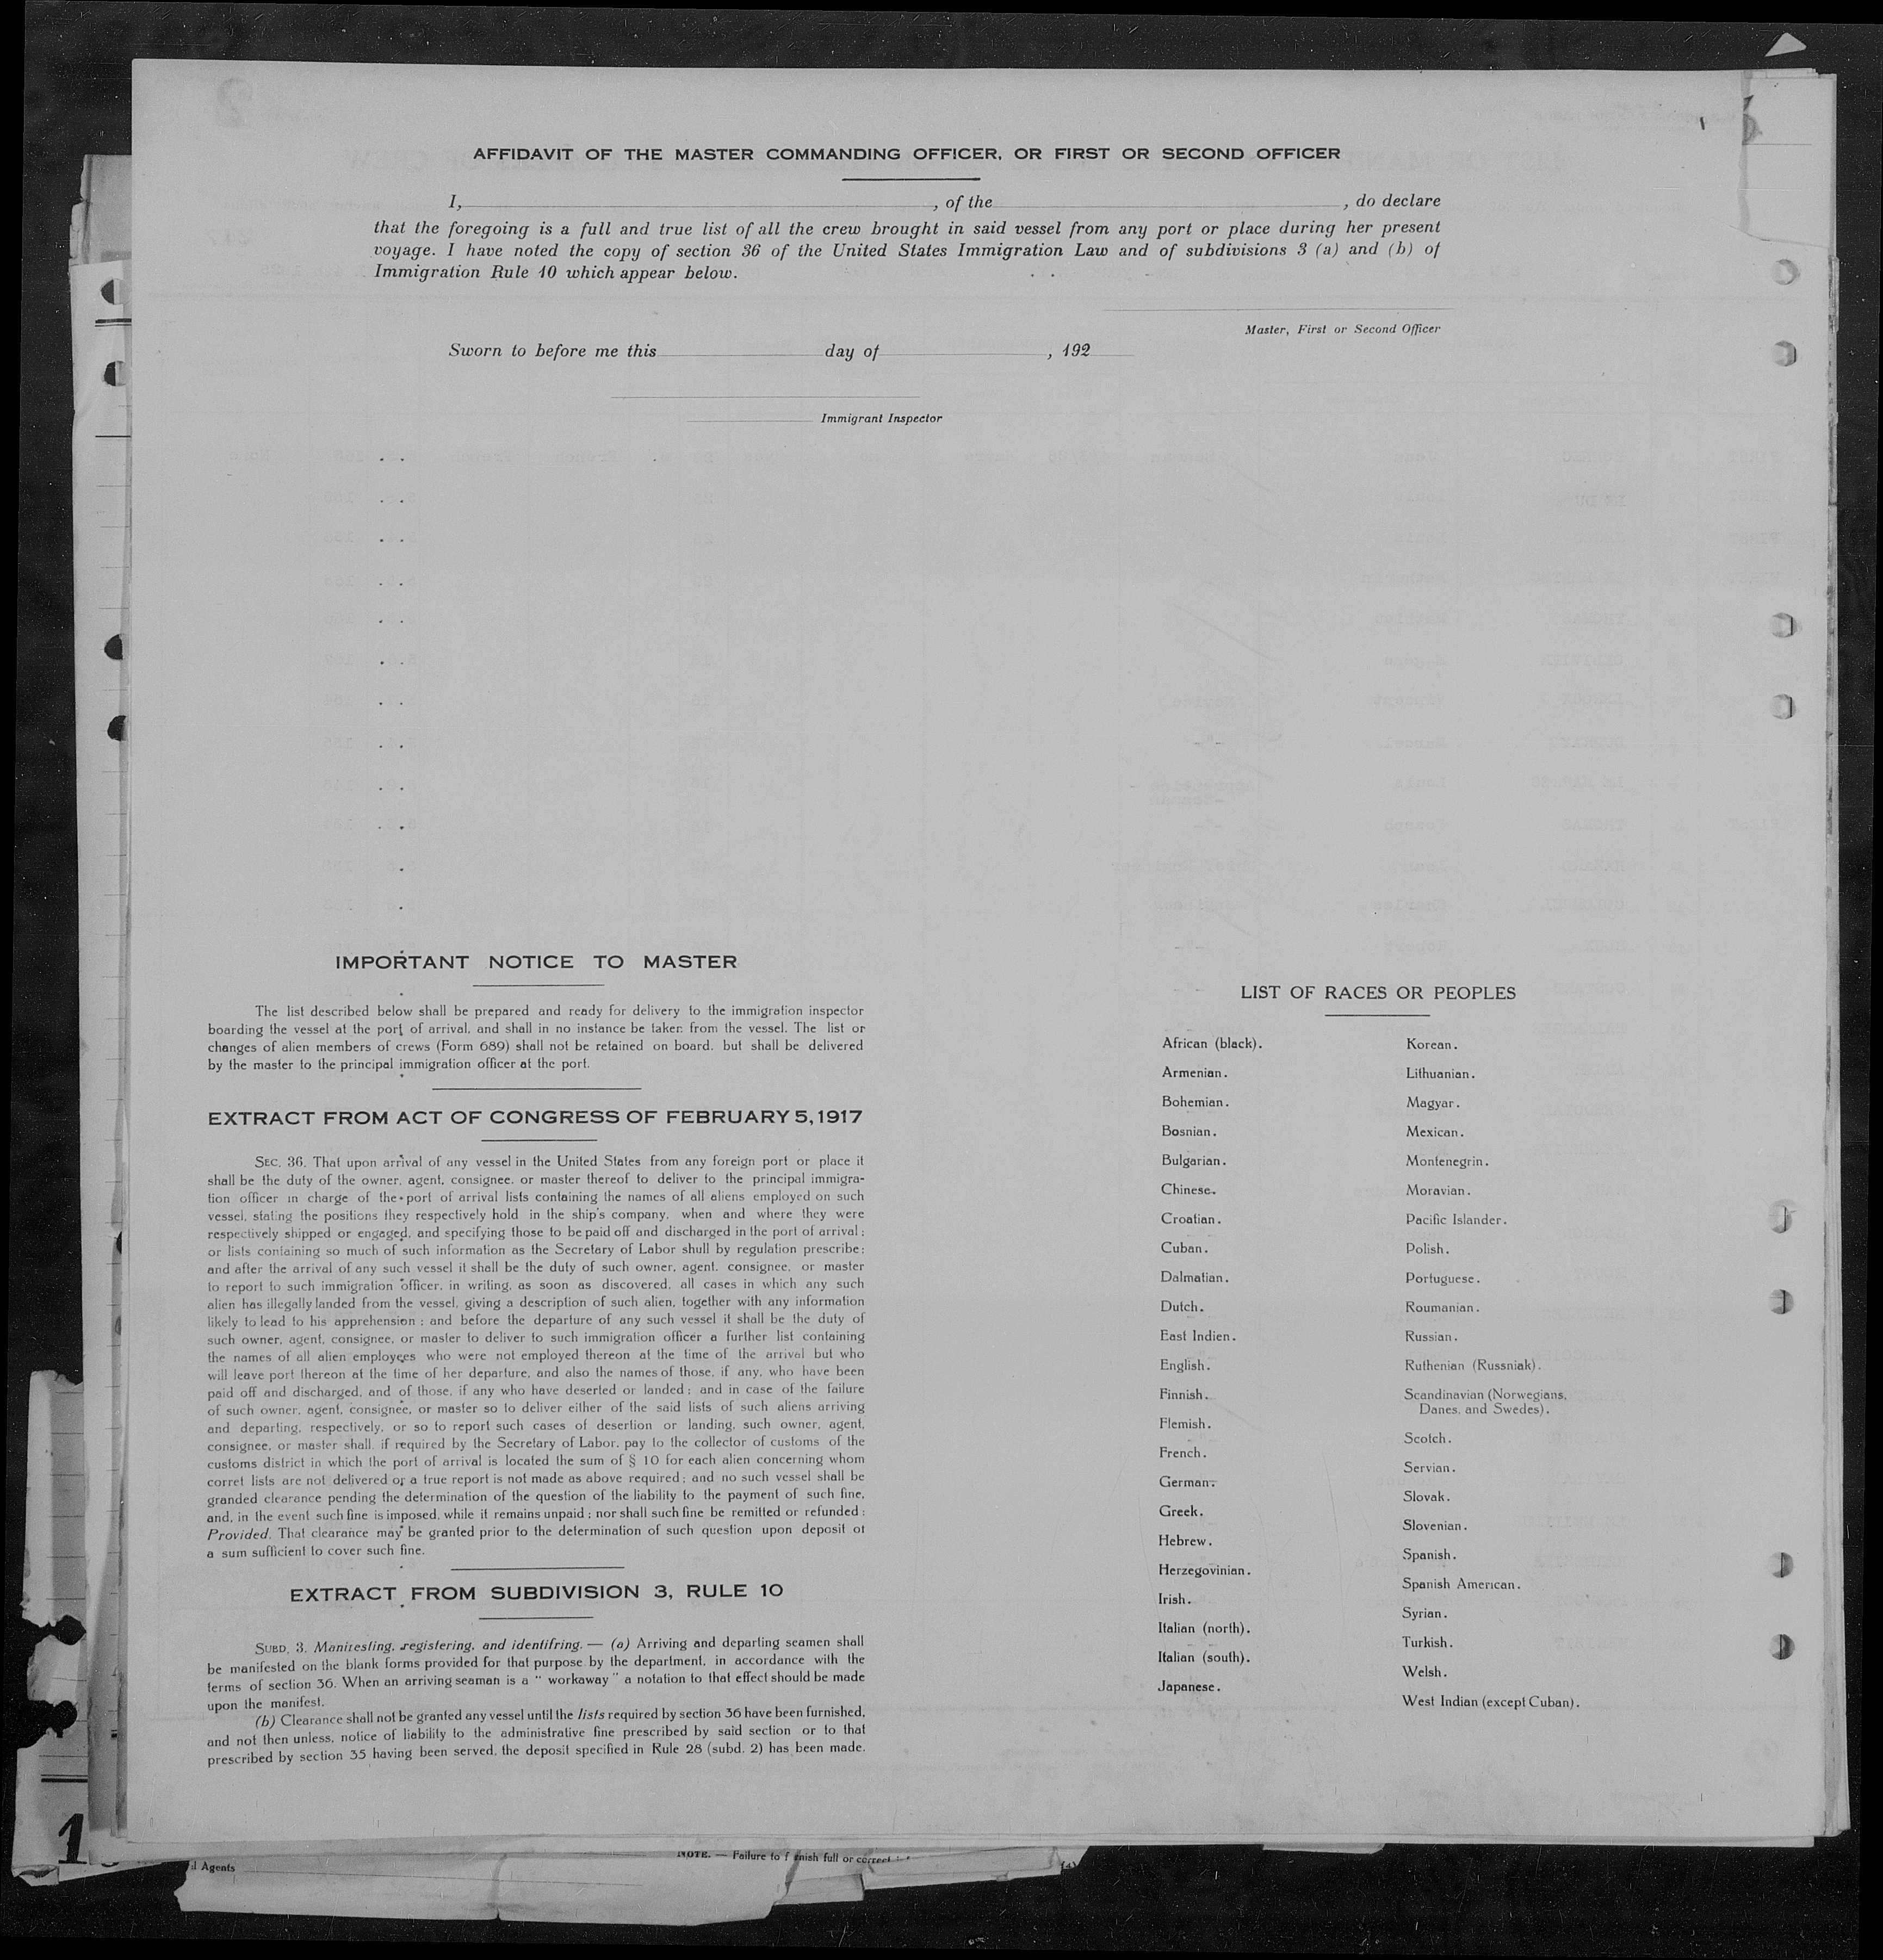 AFFIDAVIT OF THE MASTER COMMANDING OFFICER, OR FIRST OR SECOND OFFICER
I, , of the , do declare
that the foregoing is a full and true list of all the crew brought in said vessel from any port or place during her present
voyage. I have noted the copy of section 36 of the United States Immigration Law and of subdivisions 3 (a) and (b) of
Immigration Rule 10 which appear below.
Master, First or Second Officer
Sworn to before me this day of , 192
Immigrant Inspector
IMPORTANT NOTICE TO MASTER
The list described below shall be prepared and ready for delivery to the immigration inspector
boarding the vessel at the port of arrival, and shall in no instance be taken from the vessel. The list or
changes of alien members of crews (Form 689) shall not be retained on board, but shall be delivered
by the master to the principal immigration officer at the port.
EXTRACT FROM ACT OF CONGRESS OF FEBRUARY 5, 1917
SEC. 36. That upon arrival of any vessel in the United States from any foreign port or place it
shall be the duty of the owner, agent, consignee, or master thereof to deliver to the principal immigra-
tion officer in charge of the port of arrival lists containing the names of all aliens employed on such
vessel, stating the positions they respectively hold in the ship's company, when and where they were
respectively shipped or engaged, and specifying those to be paid off and discharged in the port of arrival;
or lists containing so much of such information as the Secretary of Labor shull by regulation prescribe;
and after the arrival of any such vessel it shall be the duty of such owner, agent, consignee, or master
to report to such immigration officer, in writing, as soon as discovered, all cases in which any such
alien has illegally landed from the vessel, giving a description of such alien, together with any information
likely to lead to his apprehension ; and before the departure of any such vessel it shall be the duty of
such owner, agent, consignee, or master to deliver to such immigration officer a further list containing
the names of all alien employees who were not employed thereon at the time of the arrival but who
will leave port thereon at the time of her departure, and also the names of those, if any, who have been
paid off and discharged, and of those, if any who have deserted or landed ; and in case of the failure
of such owner, agent, consignee, or master so to deliver either of the said lists of such aliens arriving
and departing, respectively, or so to report such cases of desertion or landing, such owner, agent,
consignee, or master shall, if required by the Secretary of Labor, pay to the collector of customs of the
customs district in which the port of arrival is located the sum of § 10 for each alien concerning whom
corret lists are not delivered or a true report is not made as above required ; and no such vessel shall be
granded clearance pending the determination of the question of the liability to the payment of such fine,
and, in the event such fine is imposed, while it remains unpaid ; nor shall such fine be remitted or refunded :
Provided, That clearance may be granted prior to the determination of such question upon deposit of
a sum sufficient to cover such fine.
EXTRACT FROM SUBDIVISION 3, RULE 10
SUBD. 3. Manifesting, registering, and identifring. — (a) Arriving and departing seamen shall
be manifested on the blank forms provided for that purpose by the department, in accordance with the
terms of section 36. When an arriving seaman is a " workaway " a notation to that effect should be made
upon the manifest.
(b) Clearance shall not be granted any vessel until the lists required by section 36 have been furnished,
and not then unless, notice of liability to the administrative fine prescribed by said section or to that
prescribed by section 35 having been served, the deposit specified in Rule 28 (subd. 2) has been made.
LIST OF RACES OR PEOPLES
African (black).
Armenian.
Bohemian.
Bosnian.
Bulgarian.
Chinese.
Croatian.
Cuban.
Dalmatian.
Dutch.
East Indien.
English.
Finnish.
Flemish.
French.
German.
Greek.
Hebrew.
Herzegovinian.
Irish.
Italian (north).
Italian (south).
Japanese.
Korean.
Lithuanian.
Magyar.
Mexican.
Montenegrin.
Moravian.
Pacific Islander.
Polish.
Portuguese.
Roumanian.
Russian.
Ruthenian (Russniak).
Scandinavian (Norwegians,
Danes, and Swedes).
Scotch.
Servian.
Slovak.
Slovenian.
Spanish.
Spanish American.
Syrian.
Turkish.
Welsh.
West Indian (except Cuban).
1
Agents
NOTE. — Failure to full or correct